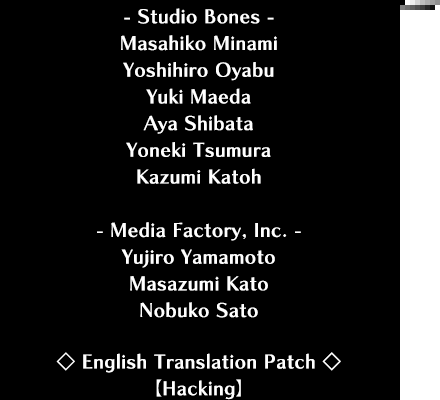 - Studio Bones -
Masahiko Minami
Yoshihiro Oyabu
Yuki Maeda
Aya Shibata
Yoneki Tsumura
Kazumi Katoh
- Media Factory, Inc. -
Yujiro Yamamoto
Masazumi Kato
Nobuko Sato
◇ English Translation Patch ◇
【Hacking】